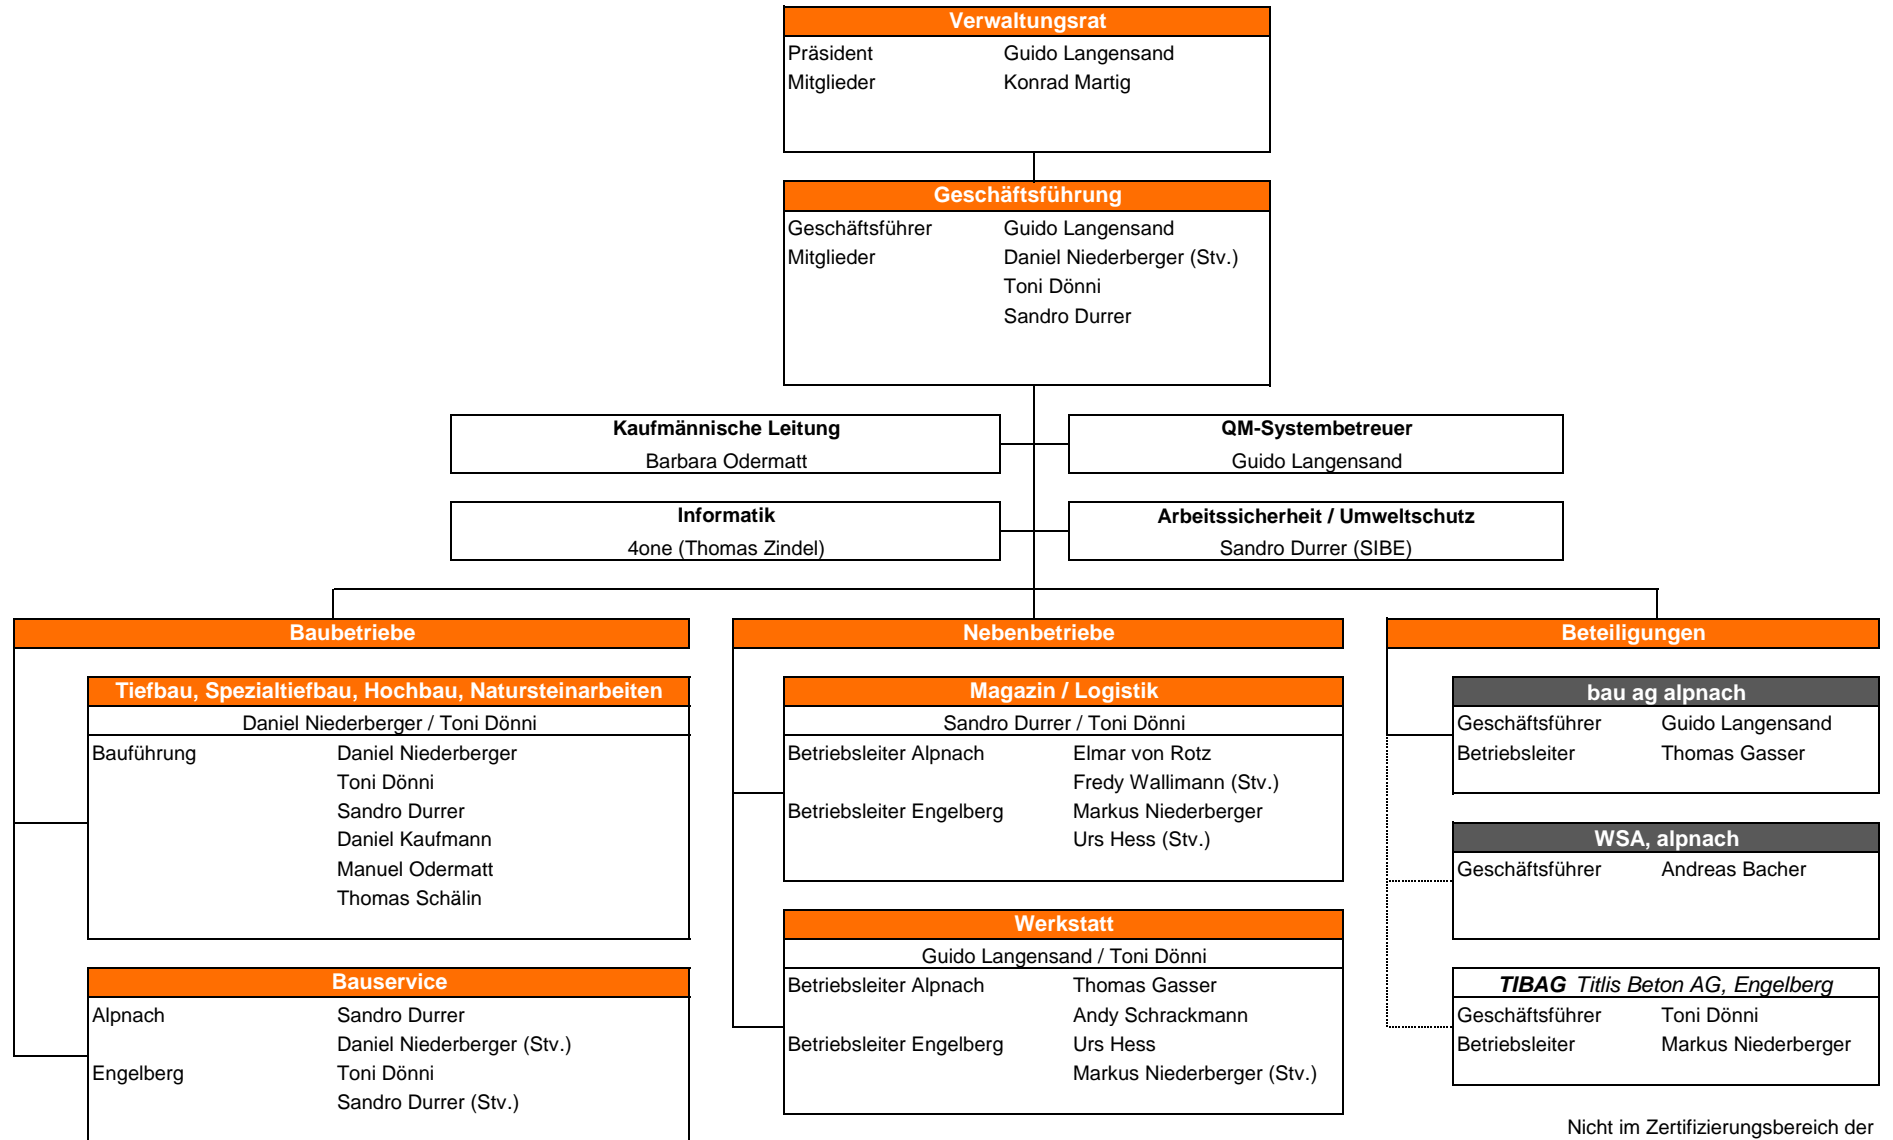 Verwaltungsrat
Präsident Guido Langensand
Mitglieder Konrad Martig
Geschäftsführung
Geschäftsführer Guido Langensand
Mitglieder Daniel Niederberger (Stv.)
Toni Dönni
Sandro Durrer
Kaufmännische Leitung
Barbara Odermatt
QM-Systembetreuer
Guido Langensand
Informatik
4one (Thomas Zindel)
Arbeitssicherheit / Umweltschutz
Sandro Durrer (SIBE)
Baubetriebe
Tiefbau, Spezialtiefbau, Hochbau, Natursteinarbeiten
Daniel Niederberger / Toni Dönni
Bauführung Daniel Niederberger
Toni Dönni
Sandro Durrer
Daniel Kaufmann
Manuel Odermatt
Thomas Schälin
Bauservice
Alpnach Sandro Durrer
Daniel Niederberger (Stv.)
Engelberg Toni Dönni
Sandro Durrer (Stv.)
Nebenbetriebe
Magazin / Logistik
Sandro Durrer / Toni Dönni
Betriebsleiter Alpnach Elmar von Rotz
Fredy Wallimann (Stv.)
Betriebsleiter Engelberg Markus Niederberger
Urs Hess (Stv.)
Werkstatt
Guido Langensand / Toni Dönni
Betriebsleiter Alpnach Thomas Gasser
Andy Schrackmann
Betriebsleiter Engelberg Urs Hess
Markus Niederberger (Stv.)
Beteiligungen
bau ag alpnach
Geschäftsführer Guido Langensand
Betriebsleiter Thomas Gasser
WSA, alpnach
Geschäftsführer Andreas Bacher
TIBAG Titlis Beton AG, Engelberg
Geschäftsführer Toni Dönni
Betriebsleiter Markus Niederberger
Nicht im Zertifizierungsbereich der